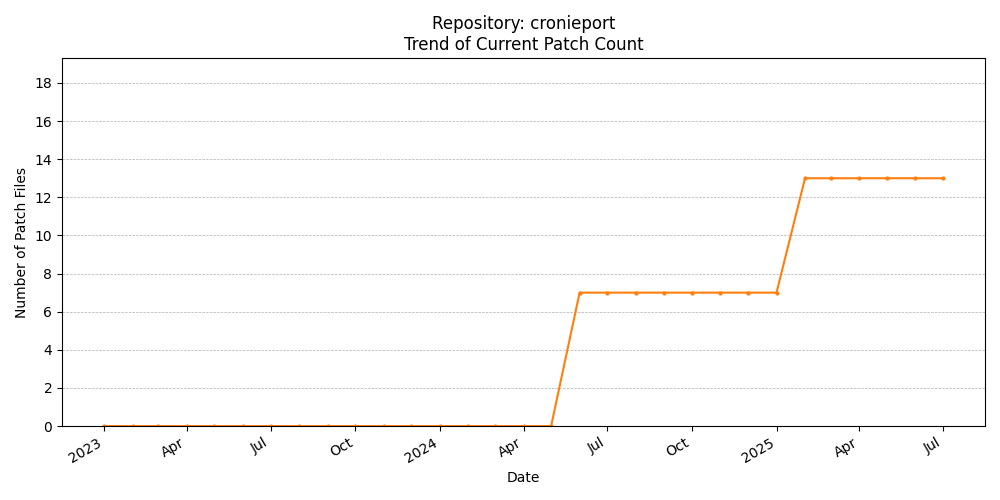 Repository: cronieport
Trend of Current Patch Count
Number of Patch Files
18
16
14
12
10
8
6
4
2
0
2023
Apr
Jul
Oct
2024
Apr
Jul
Oct
2025
Apr
Jul
Date